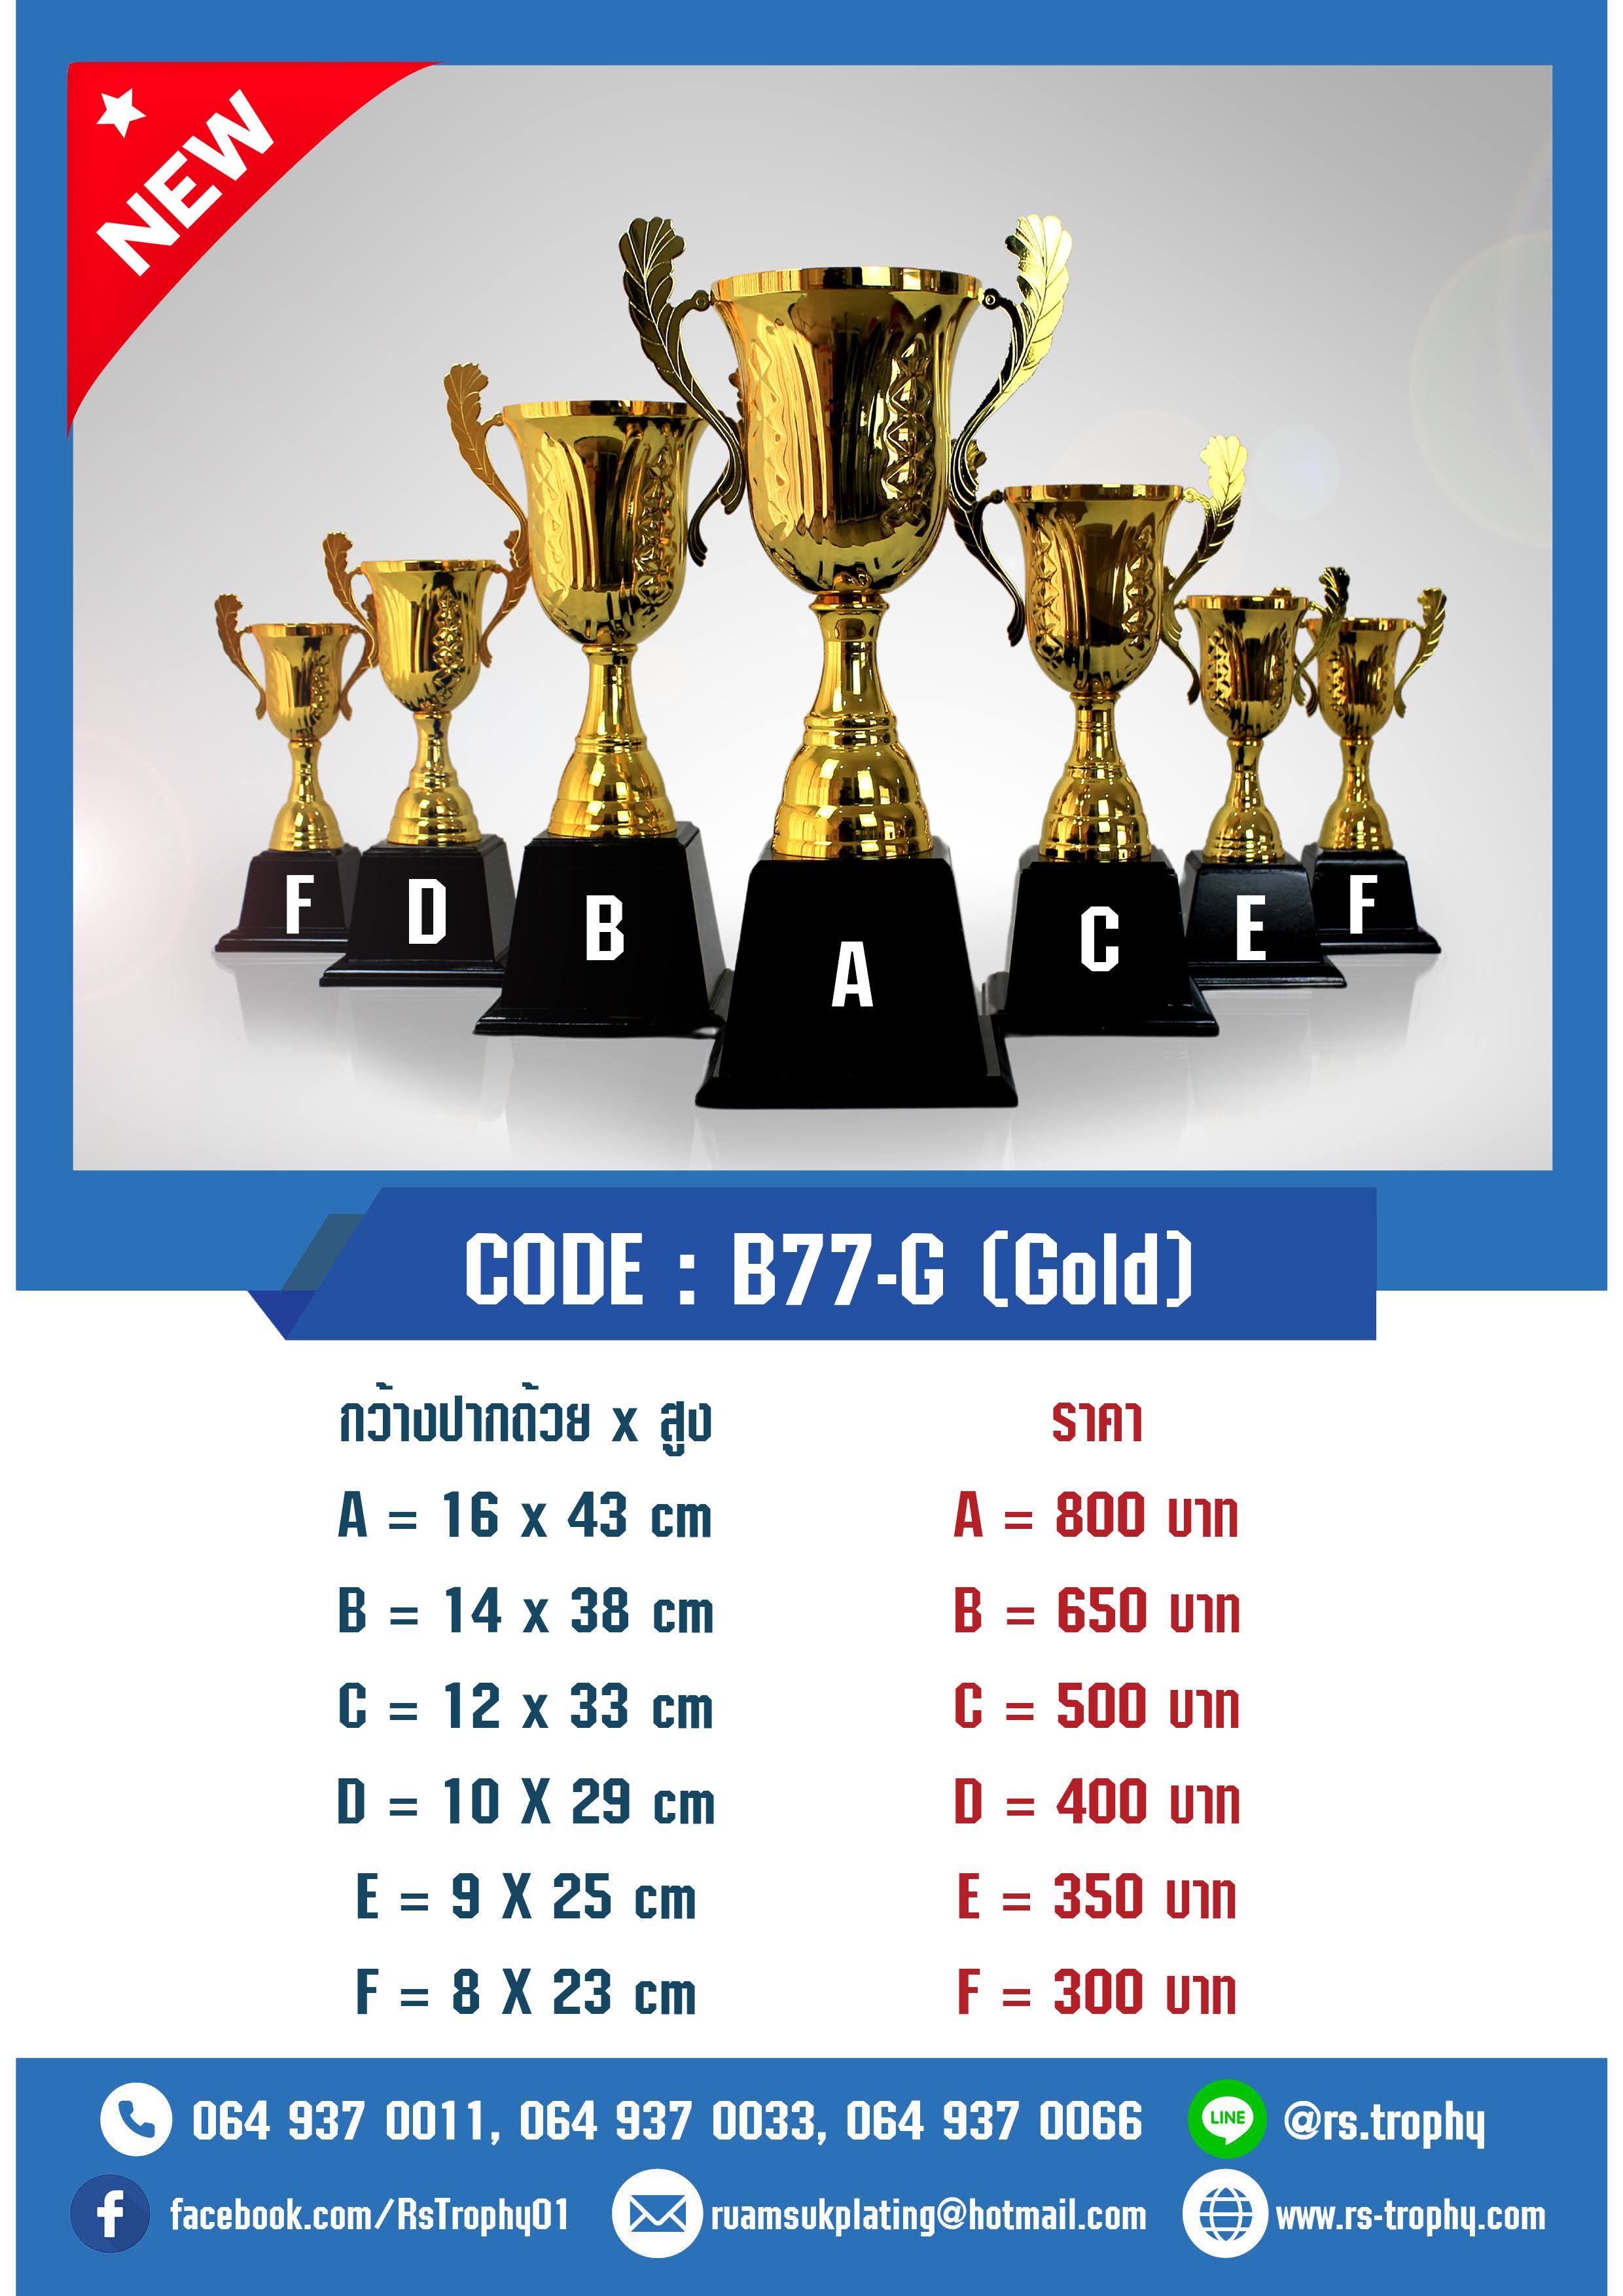 NEW
F D B A C E F
CODE : B77-G (Gold)
กว้างปากถ้วย x สูง
ราคา
A = 16 x 43 cm
A = 800 บาท
B = 14 x 38 cm
B = 650 บาท
C = 12 x 33 cm
C = 500 บาท
D = 10 X 29 cm
D = 400 บาท
E = 9 X 25 cm
E = 350 บาท
F = 8 X 23 cm
F = 300 บาท
064 937 0011, 064 937 0033, 064 937 0066
LINE @rs.trophy
f facebook.com/RsTrophy01
ruamsukplating@hotmail.com
www.rs-trophy.com